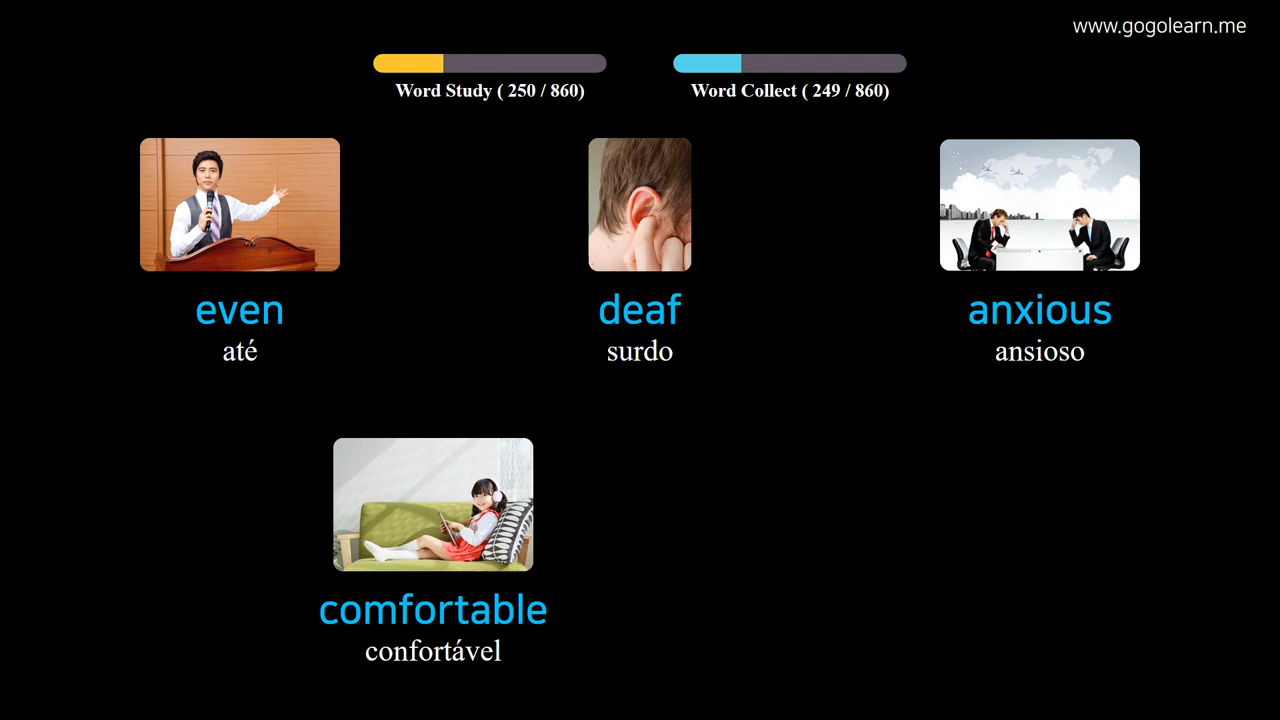 www.gogolearn.me
Word Study ( 250 / 860)
Word Collect ( 249 / 860)
even
até
deaf
surdo
anxious
ansioso
comfortable
confortável